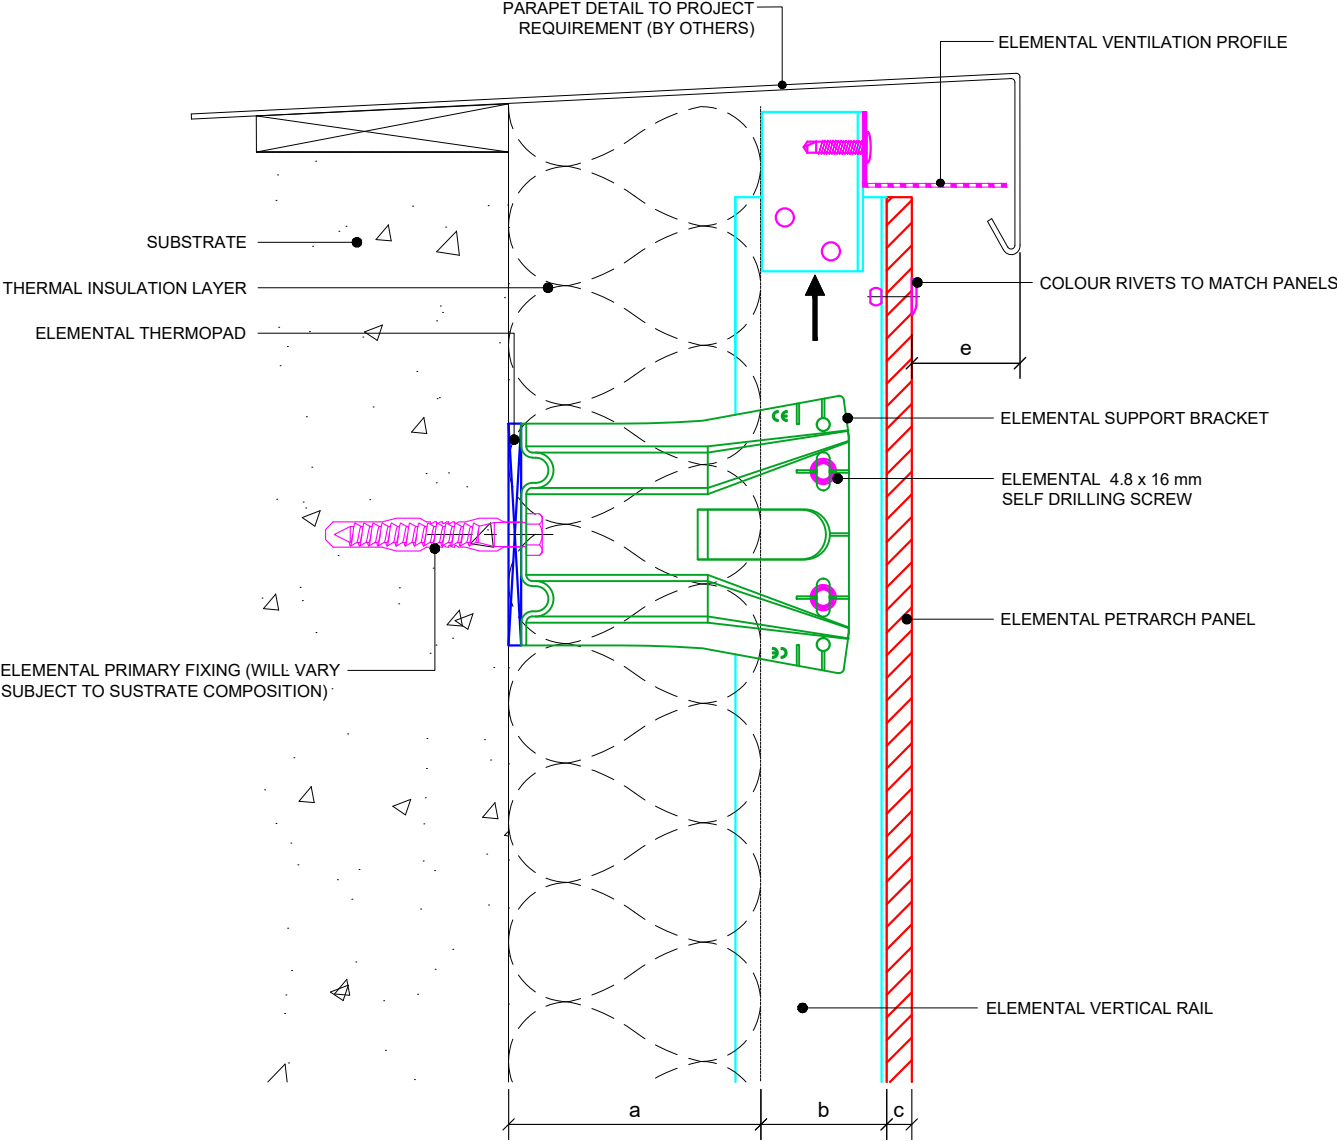 PARAPET DETAIL TO PROJECT
REQUIREMENT (BY OTHERS)
ELEMENTAL VENTILATION PROFILE
SUBSTRATE
THERMAL INSULATION LAYER
COLOUR RIVETS TO MATCH PANELS
ELEMENTAL THERMOPAD
e
CE
ELEMENTAL SUPPORT BRACKET
ELEMENTAL 4.8 x 16 mm
SELF DRILLING SCREW
ELEMENTAL PETRARCH PANEL
CE
ELEMENTAL PRIMARY FIXING (WILL VARY
SUBJECT TO SUSTRATE COMPOSITION)
ELEMENTAL VERTICAL RAIL
a b c